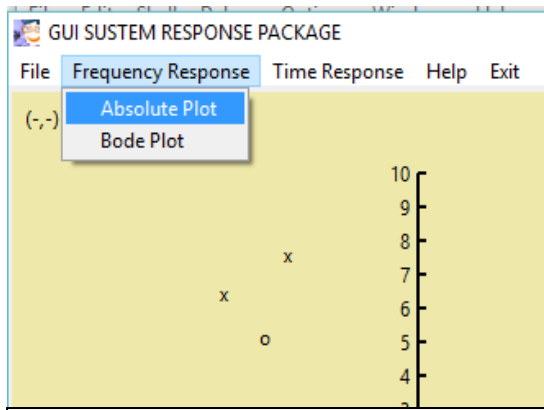 GUI SUSTEM RESPONSE PACKAGE
File Frequency Response Time Response Help Exit
Absolute Plot
(-,-)
Bode Plot
10
9
8
x
7
x
6
o
5
4